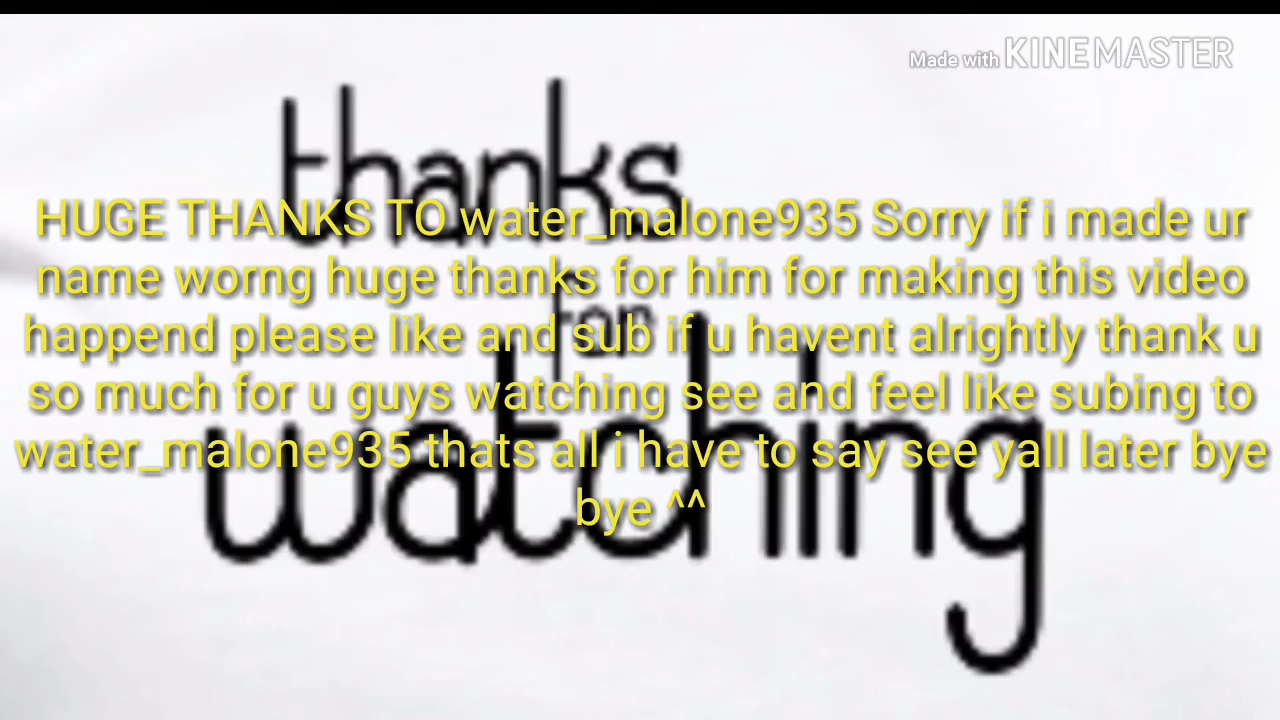 Made with KINEMASTER
thanks
for
watching
HUGE THANKS TO water_malone935 Sorry if i made ur
name worng huge thanks for him for making this video
happend please like and sub if u havent alrightly thank u
so much for u guys watching see and feel like subing to
water_malone935 thats all i have to say see yall later bye
bye ^^